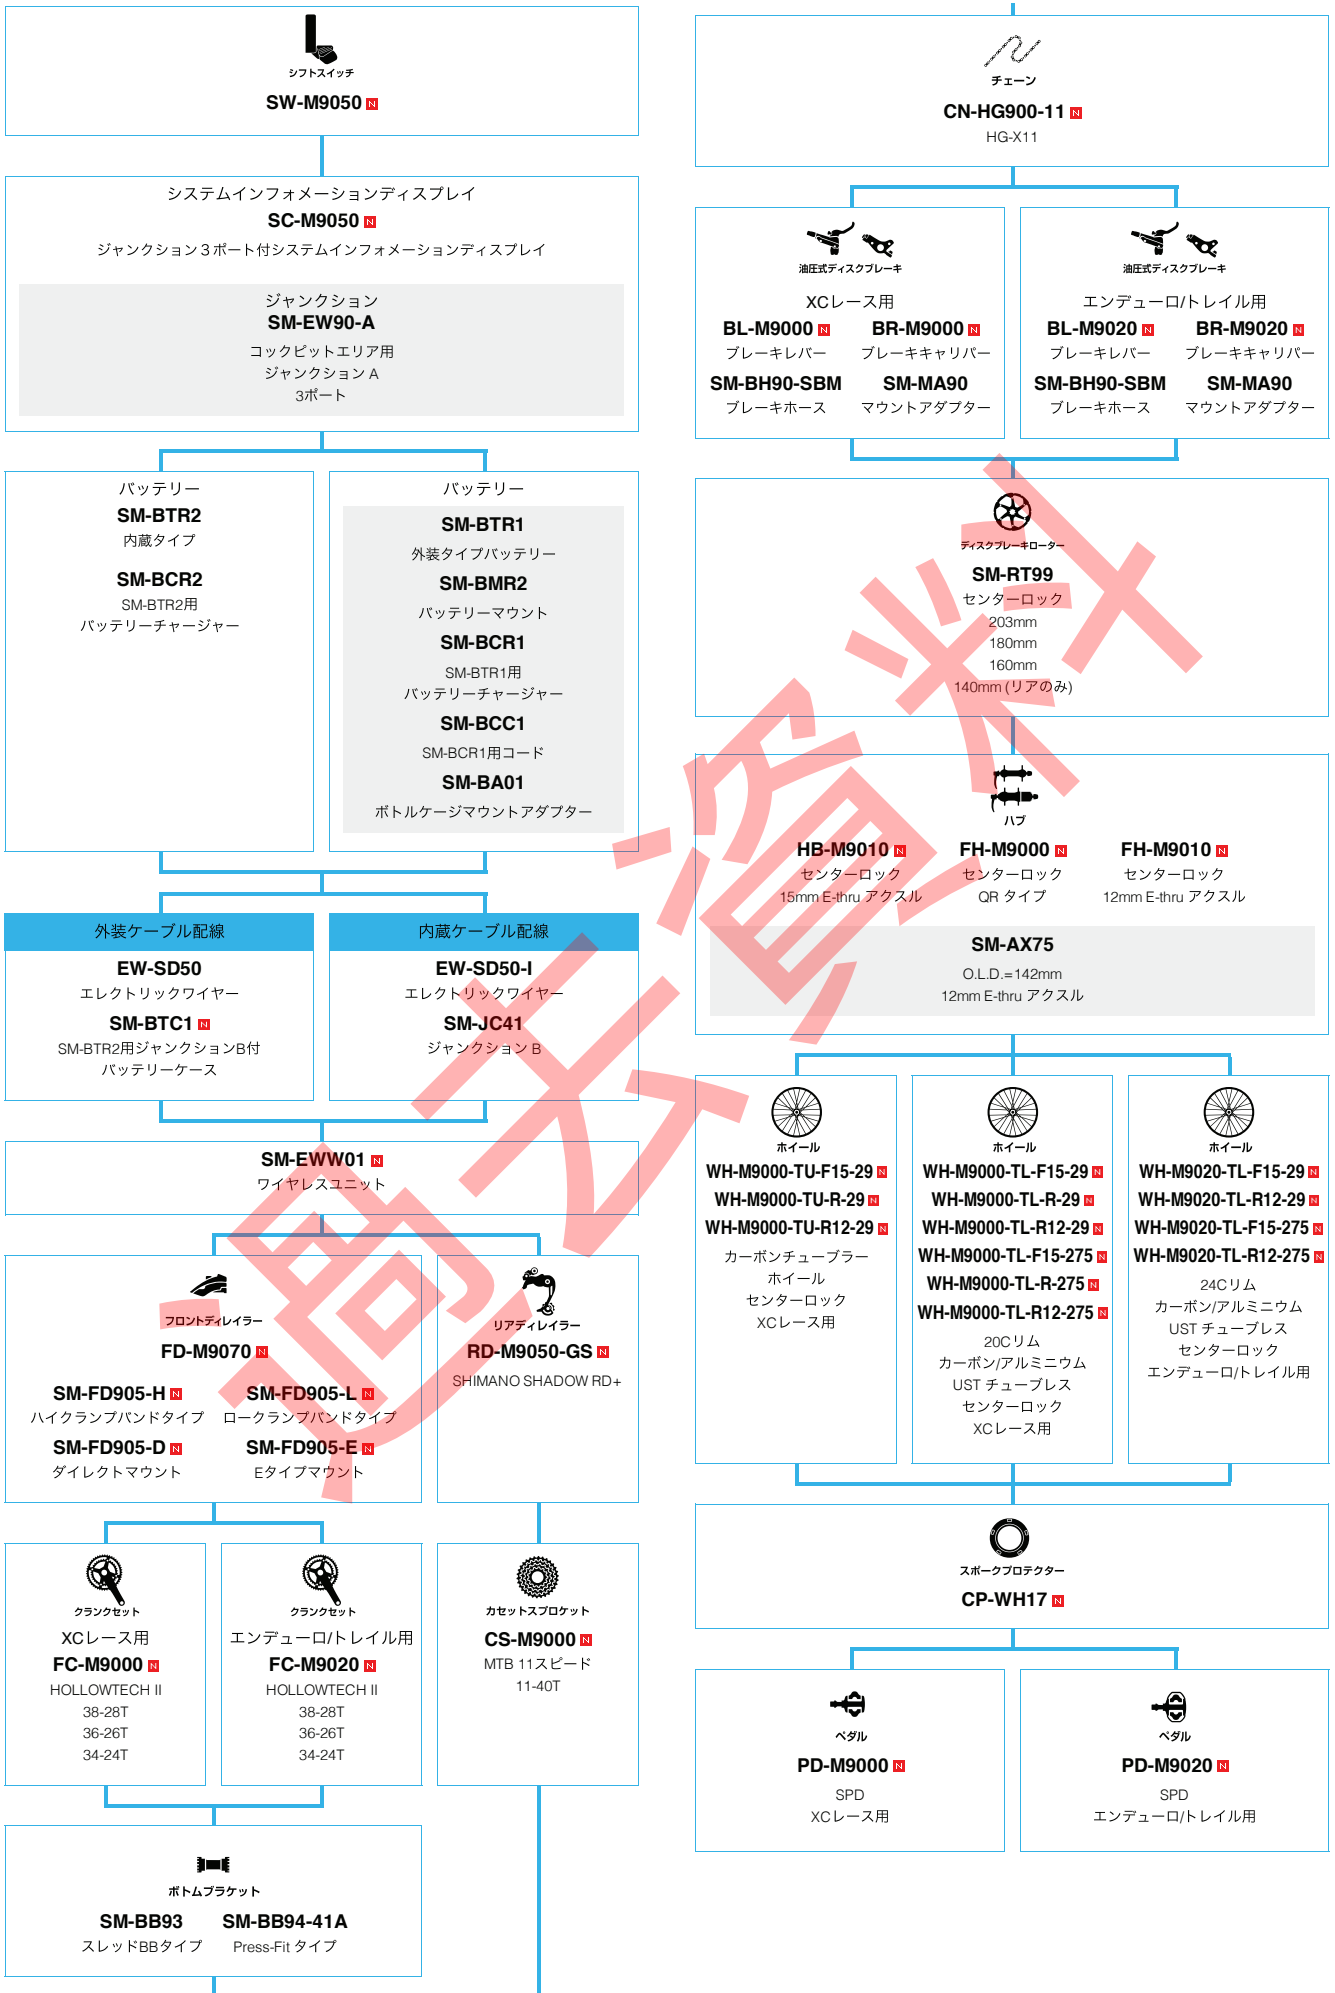 シフトスイッチ
SW-M9050 N
システムインフォメーションディスプレイ
SC-M9050 N
ジャンクション3ポート付システムインフォメーションディスプレイ
ジャンクション
SM-EW90-A
コックピットエリア用
ジャンクション A
3ポート
バッテリー
SM-BTR2
内蔵タイプ
SM-BCR2
SM-BTR2用
バッテリーチャージャー
バッテリー
SM-BTR1
外装タイプバッテリー
SM-BMR2
バッテリーマウント
SM-BCR1
SM-BTR1用
バッテリーチャージャー
SM-BCC1
SM-BCR1用コード
SM-BA01
ボトルケージマウントアダプター
外装ケーブル配線
EW-SD50
エレクトリックワイヤー
SM-BTC1 N
SM-BTR2用ジャンクションB付
バッテリーケース
内蔵ケーブル配線
EW-SD50-I
エレクトリックワイヤー
SM-JC41
ジャンクション B
SM-EWW01 N
ワイヤレスユニット
フロントディレイラー
FD-M9070 N
SM-FD905-H N
ハイクランプバンドタイプ
SM-FD905-L N
ロークランプバンドタイプ
SM-FD905-D N
ダイレクトマウント
SM-FD905-E N
Eタイプマウント
リアディレイラー
RD-M9050-GS N
SHIMANO SHADOW RD+
クランクセット
XCレース用
FC-M9000 N
HOLLOWTECH II
38-28T
36-26T
34-24T
クランクセット
エンデューロ/トレイル用
FC-M9020 N
HOLLOWTECH II
38-28T
36-26T
34-24T
カセットスプロケット
CS-M9000 N
MTB 11スピード
11-40T
ボトムブラケット
SM-BB93
スレッドBBタイプ
SM-BB94-41A
Press-Fit タイプ
チェーン
CN-HG900-11 N
HG-X11
油圧式ディスクブレーキ
XCレース用
BL-M9000 N
ブレーキレバー
BR-M9000 N
ブレーキキャリパー
SM-BH90-SBM
ブレーキホース
SM-MA90
マウントアダプター
油圧式ディスクブレーキ
エンデューロ/トレイル用
BL-M9020 N
ブレーキレバー
BR-M9020 N
ブレーキキャリパー
SM-BH90-SBM
ブレーキホース
SM-MA90
マウントアダプター
ディスクブレーキローター
SM-RT99
センターロック
203mm
180mm
160mm
140mm (リアのみ)
ハブ
HB-M9010 N
センターロック
15mm E-thru アクスル
FH-M9000 N
センターロック
QR タイプ
FH-M9010 N
センターロック
12mm E-thru アクスル
SM-AX75
O.L.D.=142mm
12mm E-thru アクスル
ホイール
WH-M9000-TU-F15-29 N
WH-M9000-TU-R-29 N
WH-M9000-TU-R12-29 N
カーボンチューブラー
ホイール
センターロック
XCレース用
ホイール
WH-M9000-TL-F15-29 N
WH-M9000-TL-R-29 N
WH-M9000-TL-R12-29 N
WH-M9000-TL-F15-275 N
WH-M9000-TL-R-275 N
WH-M9000-TL-R12-275 N
20Cリム
カーボン/アルミニウム
UST チューブレス
センターロック
XCレース用
ホイール
WH-M9020-TL-F15-29 N
WH-M9020-TL-R12-29 N
WH-M9020-TL-F15-275 N
WH-M9020-TL-R12-275 N
24Cリム
カーボン/アルミニウム
UST チューブレス
センターロック
エンデューロ/トレイル用
スポークプロテクター
CP-WH17 N
ペダル
PD-M9000 N
SPD
XCレース用
ペダル
PD-M9020 N
SPD
エンデューロ/トレイル用
過去資料